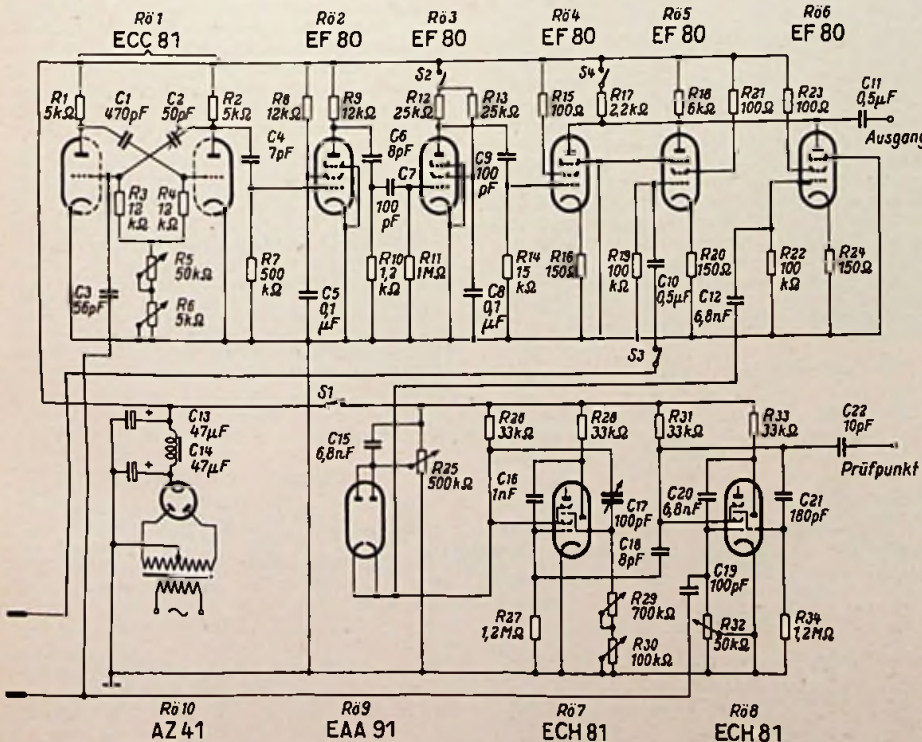 Rö1
ECC 81
Rö2
EF 80
Rö3
EF 80
Rö4
EF 80
Rö5
EF 80
Rö6
EF 80
R1
5kΩ
C1
470pF
C2
50pF
R2
5kΩ
C4
7pF
R8
12kΩ
R9
12kΩ
C6
8pF
S2
R12
25kΩ
R13
25kΩ
C9
100
pF
R15
100Ω
S4
R17
2,2kΩ
R18
6kΩ
R21
100Ω
R23
100Ω
C11
0,5µF
Ausgang
R3
12
kΩ
R4
12
kΩ
R5
50kΩ
R6
5kΩ
C3
56pF
R7
500
kΩ
C5
0,1
µF
C7
100
pF
R10
1,2
kΩ
R11
1MΩ
C8
0,1
µF
R14
15
kΩ
R16
150Ω
R19
100
kΩ
C10
0,5µF
R20
150Ω
C12
6,8nF
R22
100
kΩ
R24
150Ω
S3
S1
C13
47µF
C14
47µF
C15
6,8nF
R25
500kΩ
R26
33kΩ
R28
33kΩ
R31
33kΩ
R33
33kΩ
C22
10pF
Prüfpunkt
C16
1nF
C17
100pF
C18
8pF
C20
6,8nF
C21
180pF
C19
100pF
R27
1,2MΩ
R29
700kΩ
R30
100kΩ
R32
50kΩ
R34
1,2MΩ
Rö10
AZ 41
Rö9
EAA 91
Rö7
ECH 81
Rö8
ECH 81